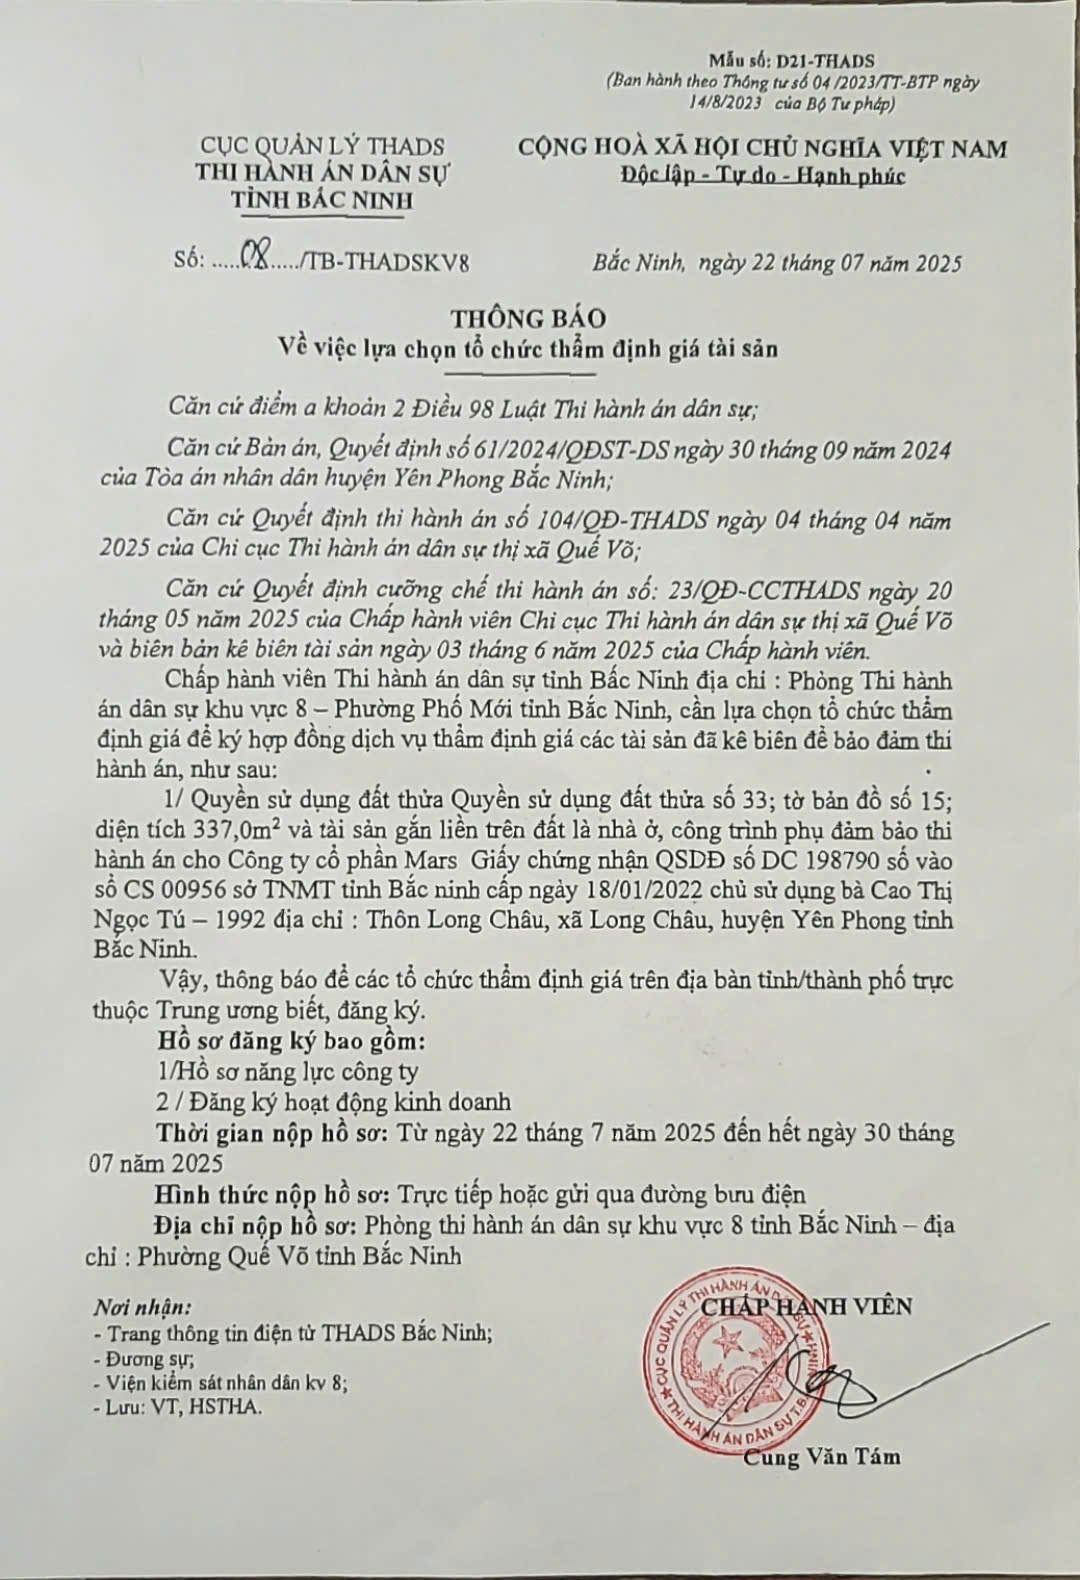 Mẫu số: D21-THADS
(Ban hành theo Thông tư số 04 /2023/TT-BTP ngày
14/8/2023 của Bộ Tư pháp)
CỤC QUẢN LÝ THADS
THI HÀNH ÁN DÂN SỰ
TỈNH BẮC NINH
CỘNG HOÀ XÃ HỘI CHỦ NGHĨA VIỆT NAM
Độc lập - Tự do - Hạnh phúc
Số: .....08...../TB-THADSKV8
Bắc Ninh, ngày 22 tháng 07 năm 2025
THÔNG BÁO
Về việc lựa chọn tổ chức thẩm định giá tài sản
Căn cứ điểm a khoản 2 Điều 98 Luật Thi hành án dân sự;
Căn cứ Bản án, Quyết định số 61/2024/QĐST-DS ngày 30 tháng 09 năm 2024
của Tòa án nhân dân huyện Yên Phong Bắc Ninh;
Căn cứ Quyết định thi hành án số 104/QĐ-THADS ngày 04 tháng 04 năm
2025 của Chi cục Thi hành án dân sự thị xã Quế Võ;
Căn cứ Quyết định cưỡng chế thi hành án số: 23/QĐ-CCTHADS ngày 20
tháng 05 năm 2025 của Chấp hành viên Chi cục Thi hành án dân sự thị xã Quế Võ
và biên bản kê biên tài sản ngày 03 tháng 6 năm 2025 của Chấp hành viên.
Chấp hành viên Thi hành án dân sự tỉnh Bắc Ninh địa chỉ : Phòng Thi hành
án dân sự khu vực 8 – Phường Phố Mới tỉnh Bắc Ninh, cần lựa chọn tổ chức thẩm
định giá để ký hợp đồng dịch vụ thẩm định giá các tài sản đã kê biên để bảo đảm thi
hành án, như sau:
1/ Quyền sử dụng đất thửa Quyền sử dụng đất thửa số 33; tờ bản đồ số 15;
diện tích 337,0m² và tài sản gắn liền trên đất là nhà ở, công trình phụ đảm bảo thi
hành án cho Công ty cổ phần Mars Giấy chứng nhận QSDĐ số DC 198790 số vào
sổ CS 00956 sở TNMT tỉnh Bắc ninh cấp ngày 18/01/2022 chủ sử dụng bà Cao Thị
Ngọc Tú – 1992 địa chỉ : Thôn Long Châu, xã Long Châu, huyện Yên Phong tỉnh
Bắc Ninh.
Vậy, thông báo để các tổ chức thẩm định giá trên địa bàn tỉnh/thành phố trực
thuộc Trung ương biết, đăng ký.
Hồ sơ đăng ký bao gồm:
1/Hồ sơ năng lực công ty
2 / Đăng ký hoạt động kinh doanh
Thời gian nộp hồ sơ: Từ ngày 22 tháng 7 năm 2025 đến hết ngày 30 tháng
07 năm 2025
Hình thức nộp hồ sơ: Trực tiếp hoặc gửi qua đường bưu điện
Địa chỉ nộp hồ sơ: Phòng thi hành án dân sự khu vực 8 tỉnh Bắc Ninh – địa
chỉ : Phường Quế Võ tỉnh Bắc Ninh
Nơi nhận:
- Trang thông tin điện tử THADS Bắc Ninh;
- Đương sự;
- Viện kiểm sát nhân dân kv 8;
- Lưu: VT, HSTHA.
CHẤP HÀNH VIÊN
CỤC QUẢN LÝ THI HÀNH ÁN DÂN SỰ
THI HÀNH ÁN DÂN SỰ T.BẮC NINH
Cung Văn Tám